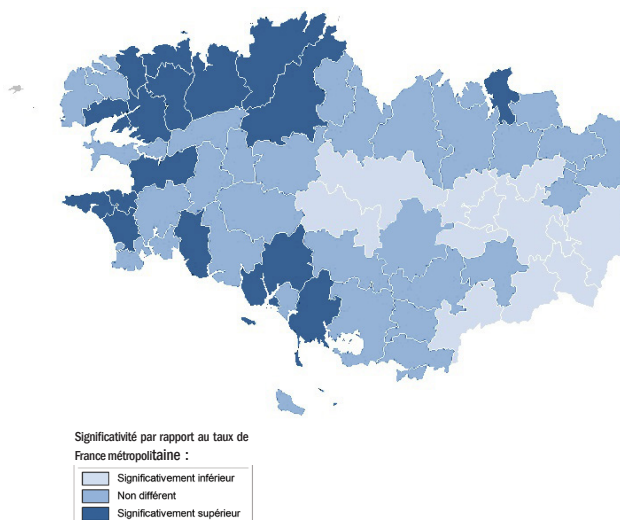 Significativité par rapport au taux de
France métropolitaine :
Significativement inférieur
Non différent
Significativement supérieur